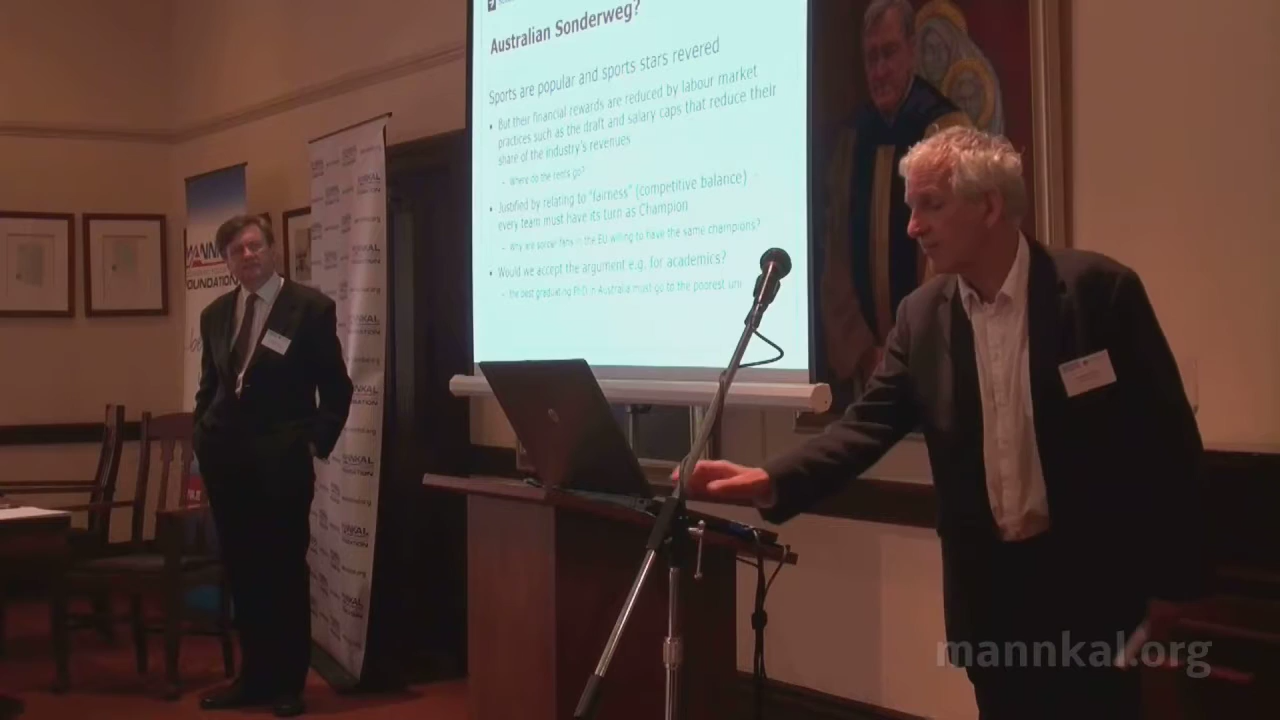 Australian Sonderweg?
Sports are popular and sports stars revered
• But their financial rewards are reduced by labour market
practices such as the draft and salary caps that reduce their
share of the industry's revenues
– Where do the rents go?
• Justified by relating to "fairness" (competitive balance) -
every team must have its turn as Champion
– Why are soccer fans in the EU willing to have the same champions?
• Would we accept the argument e.g. for academics?
– the best graduating PhD in Australia must go to the poorest uni
FOUNDATION
mannkal.org